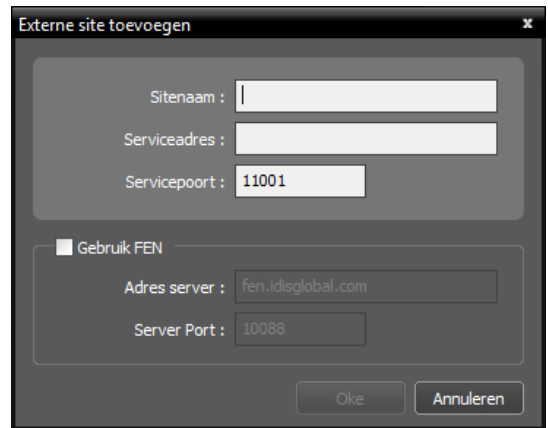 Externe site toevoegen x
Sitenaam :
Serviceadres :
Servicepoort : 11001
Gebruik FEN
Adres server : fen.idisglobal.com
Server Port : 10088
Oke Annuleren